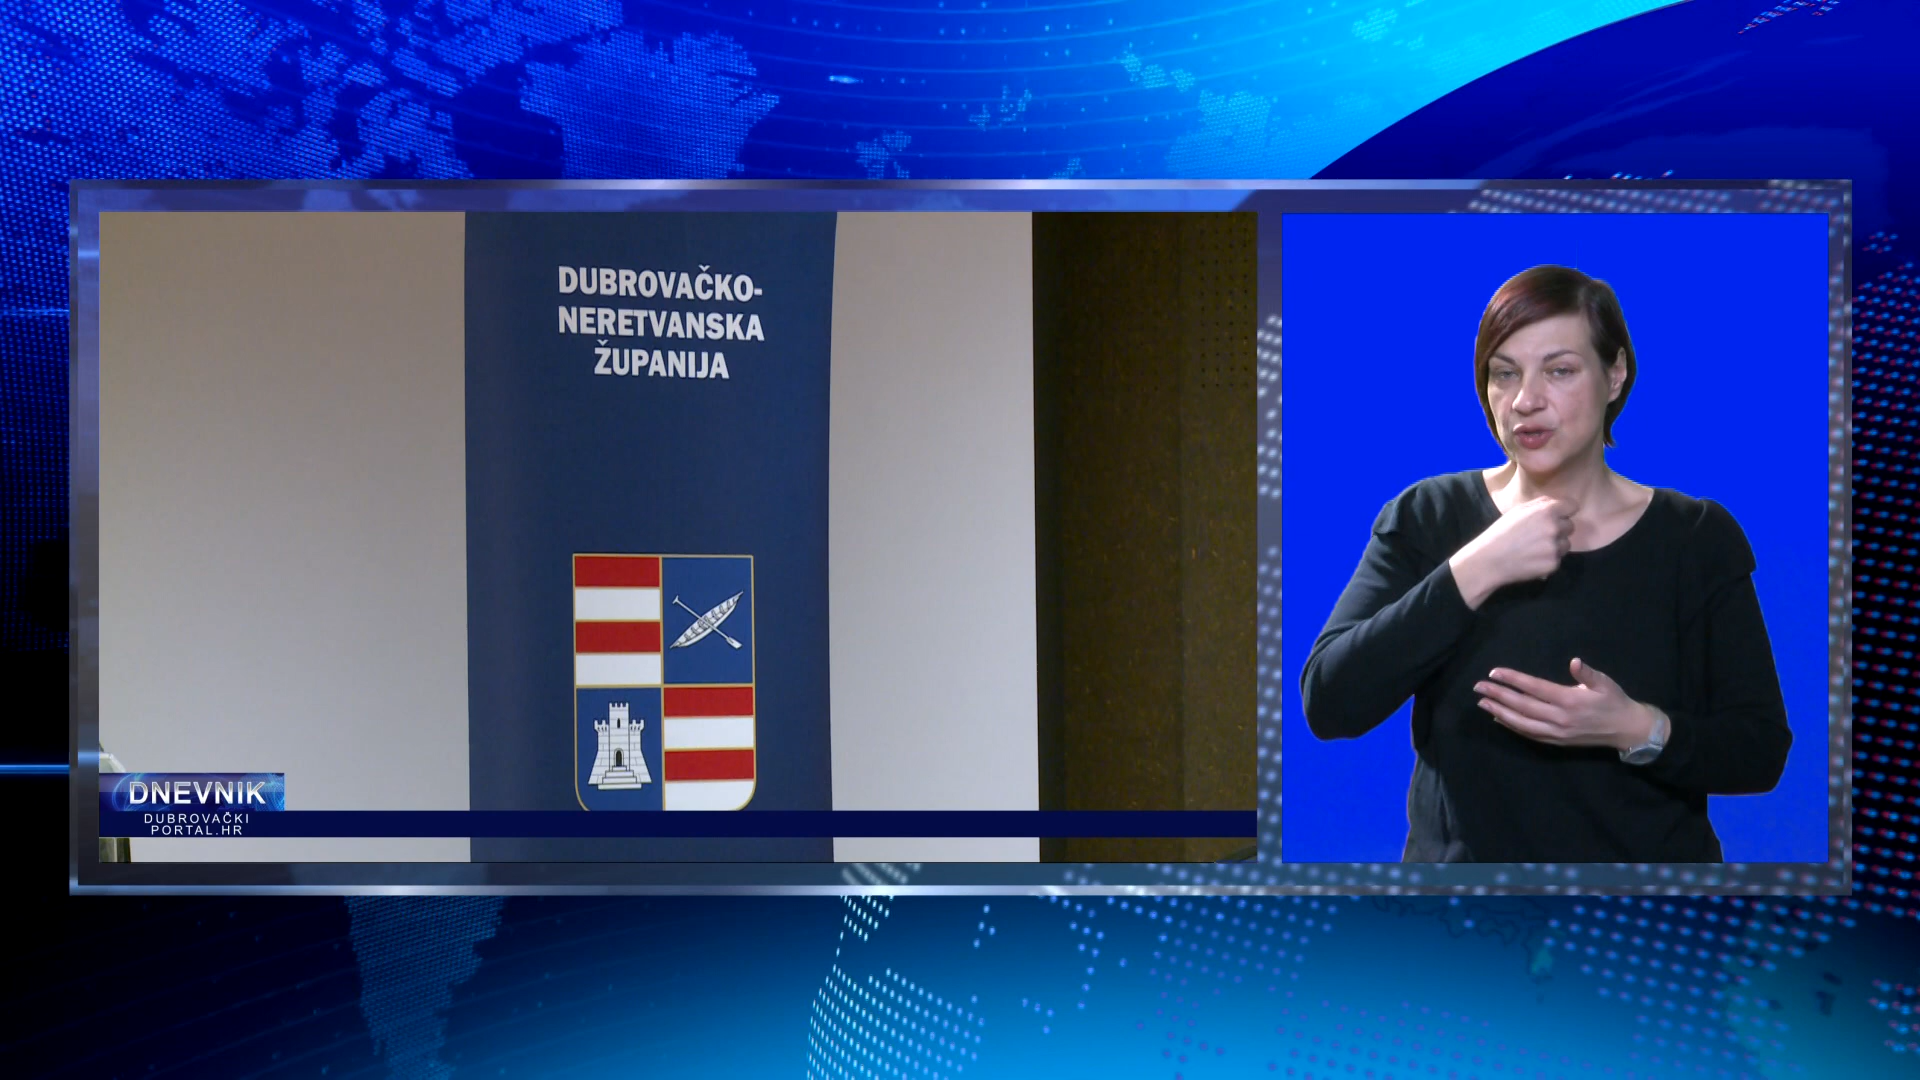 DUBROVAČKO-
NERETVANSKA
ŽUPANIJA
DNEVNIK
DUBROVAČKI
PORTAL.HR